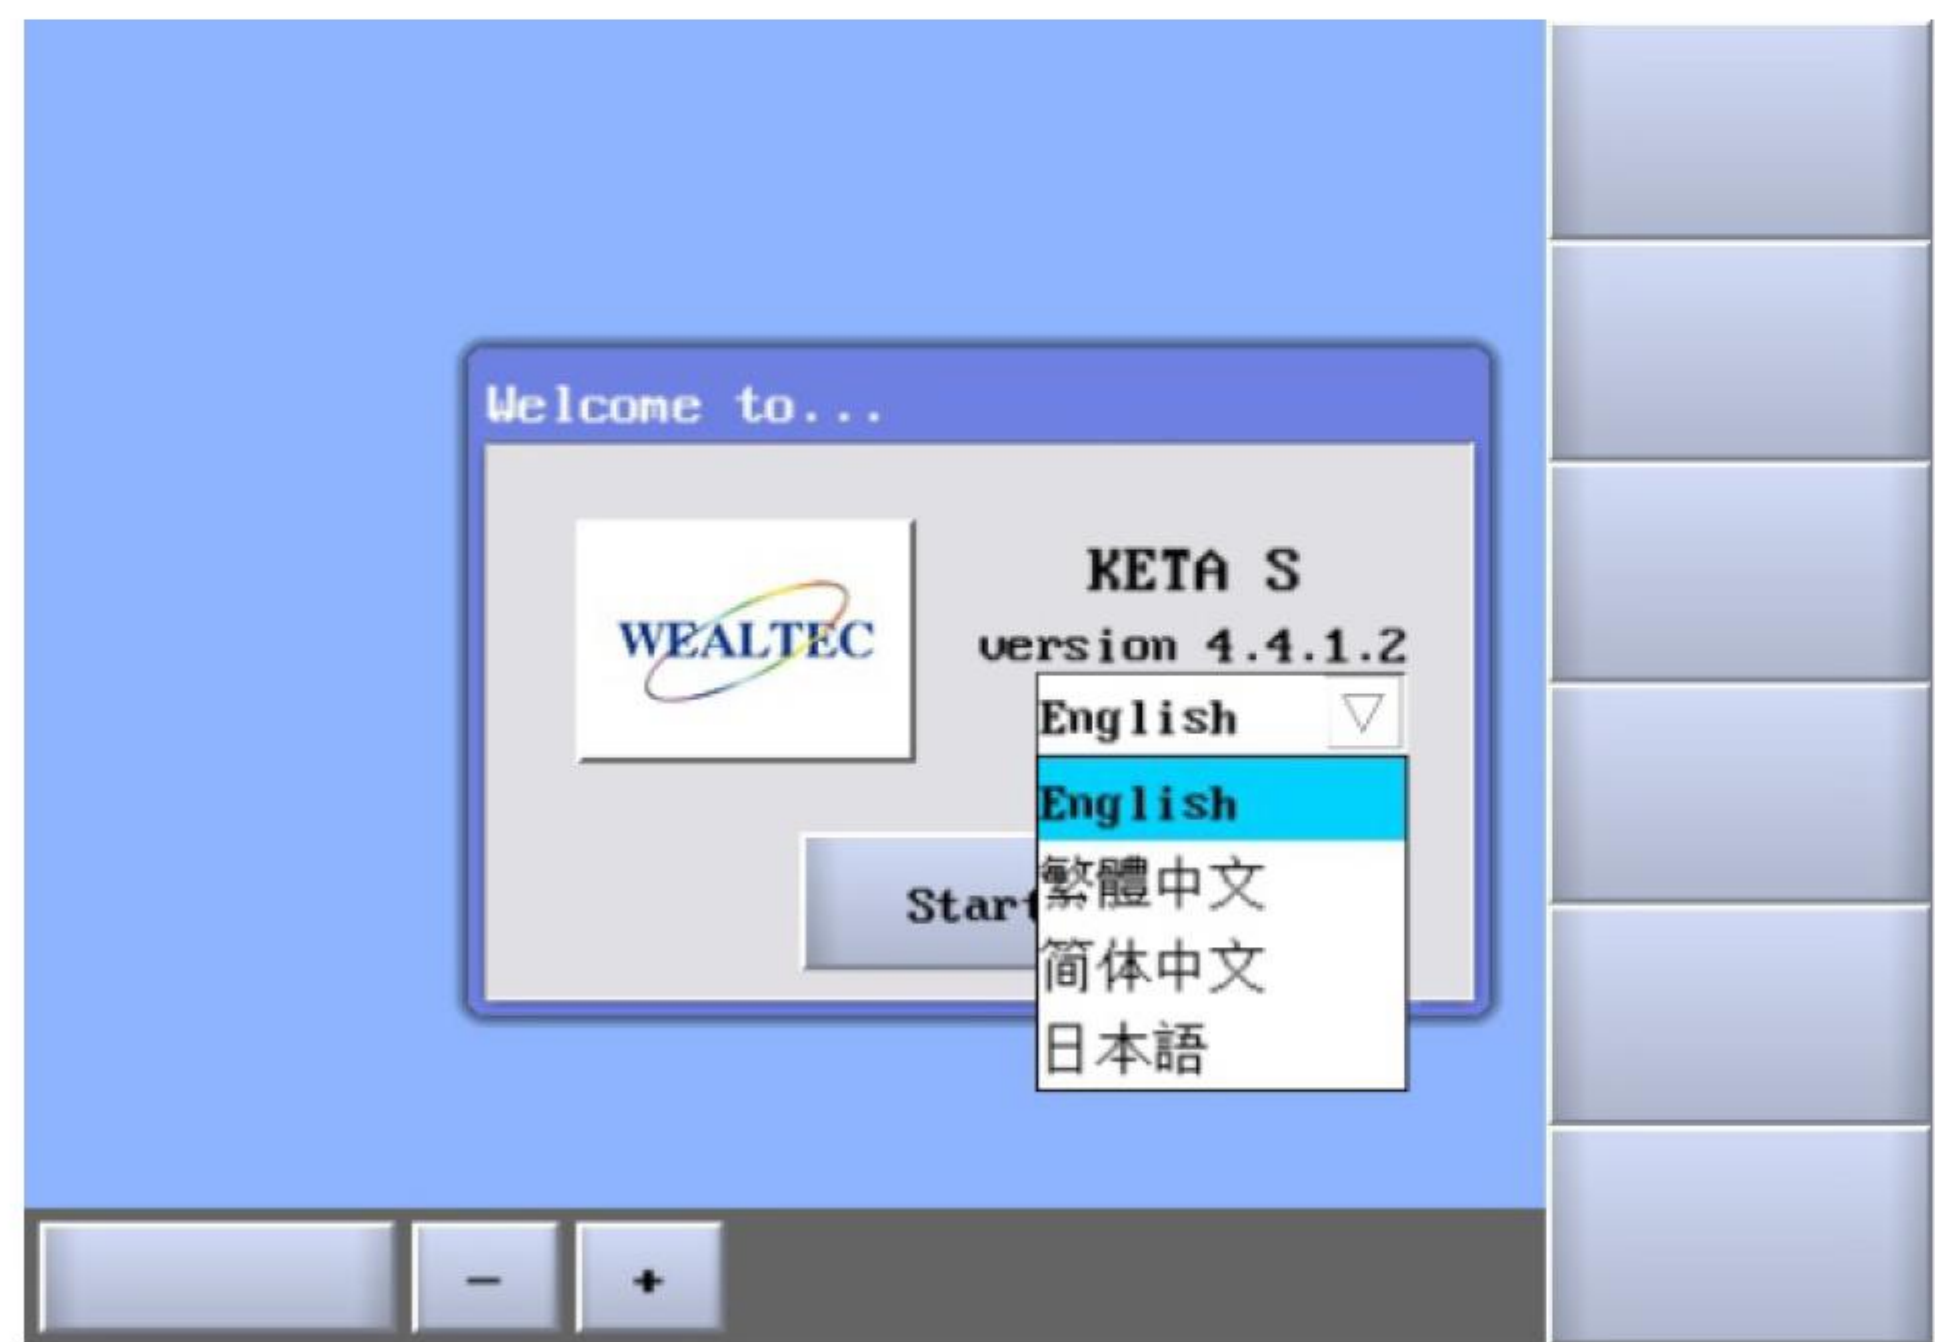 Welcome to...
WEALTEC
KETA S
version 4.4.1.2
English
English
繁體中文
简体中文
日本語
Star
- +